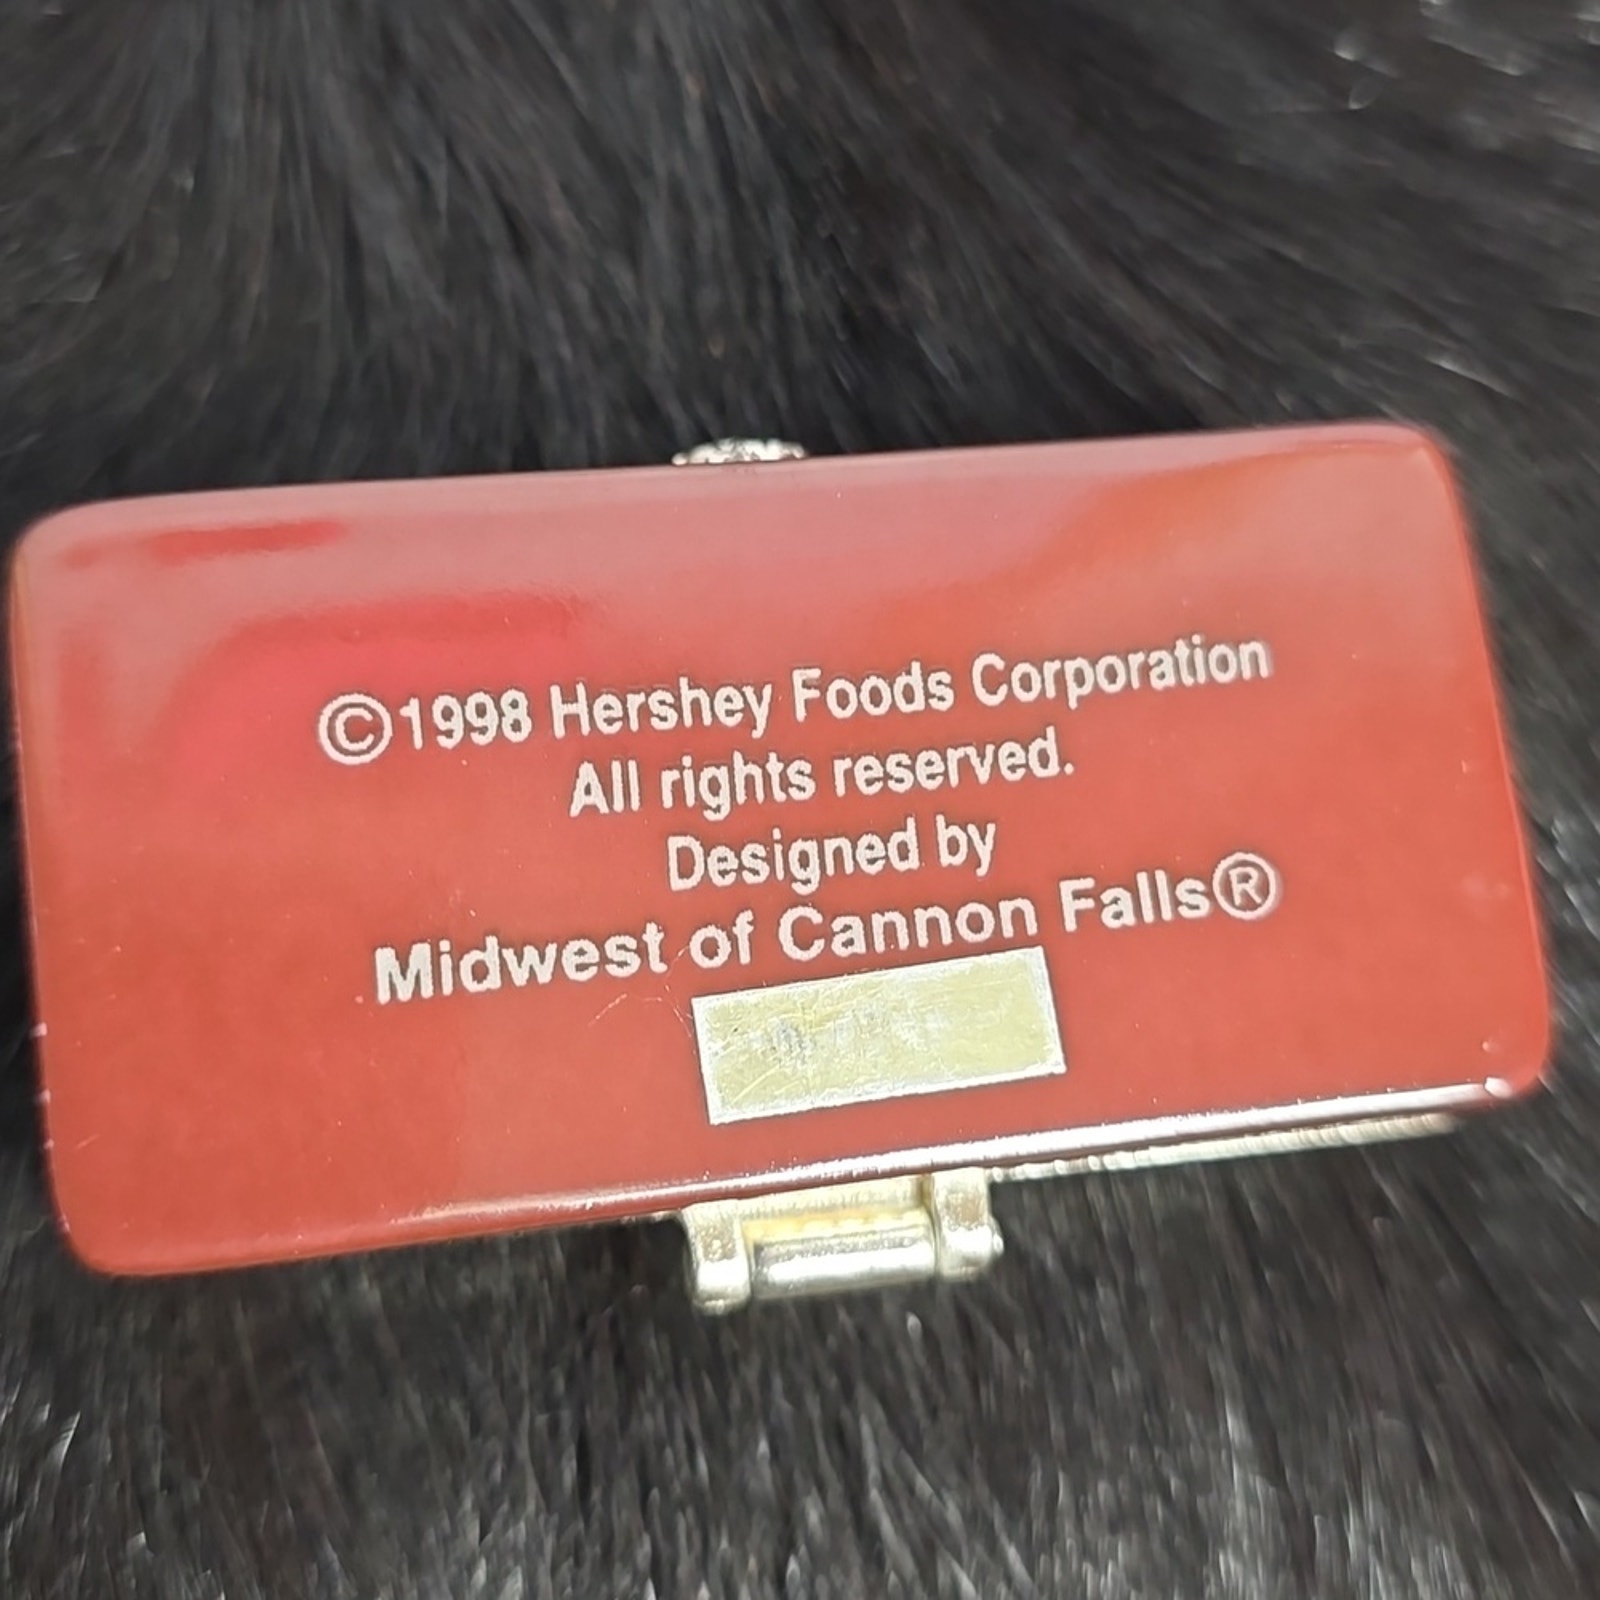 ©1998 Hershey Foods Corporation
All rights reserved.
Designed by
Midwest of Cannon Falls®